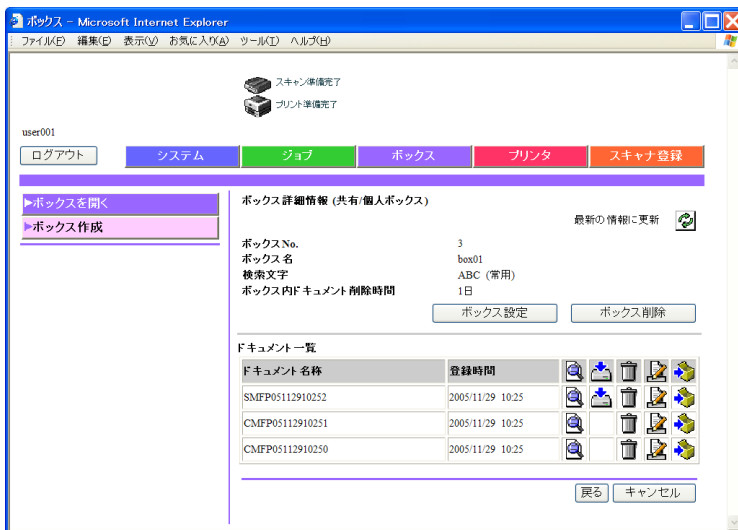 ボックス - Microsoft Internet Explorer
ファイル(F) 編集(E) 表示(V) お気に入り(A) ツール(T) ヘルプ(H)
スキャン準備完了
プリント準備完了
user001
ログアウト システム ジョブ ボックス プリンタ スキャナ登録
▶ボックスを開く
▶ボックス作成
ボックス詳細情報 (共有/個人ボックス)
最新の情報に更新
ボックスNo. 3
ボックス名 box01
検索文字 ABC (常用)
ボックス内ドキュメント削除時間 1日
ボックス設定 ボックス削除
ドキュメント一覧
ドキュメント名称 登録時間
SMFP05112910252 2005/11/29 10:25
CMFP05112910251 2005/11/29 10:25
CMFP05112910250 2005/11/29 10:25
戻る キャンセル